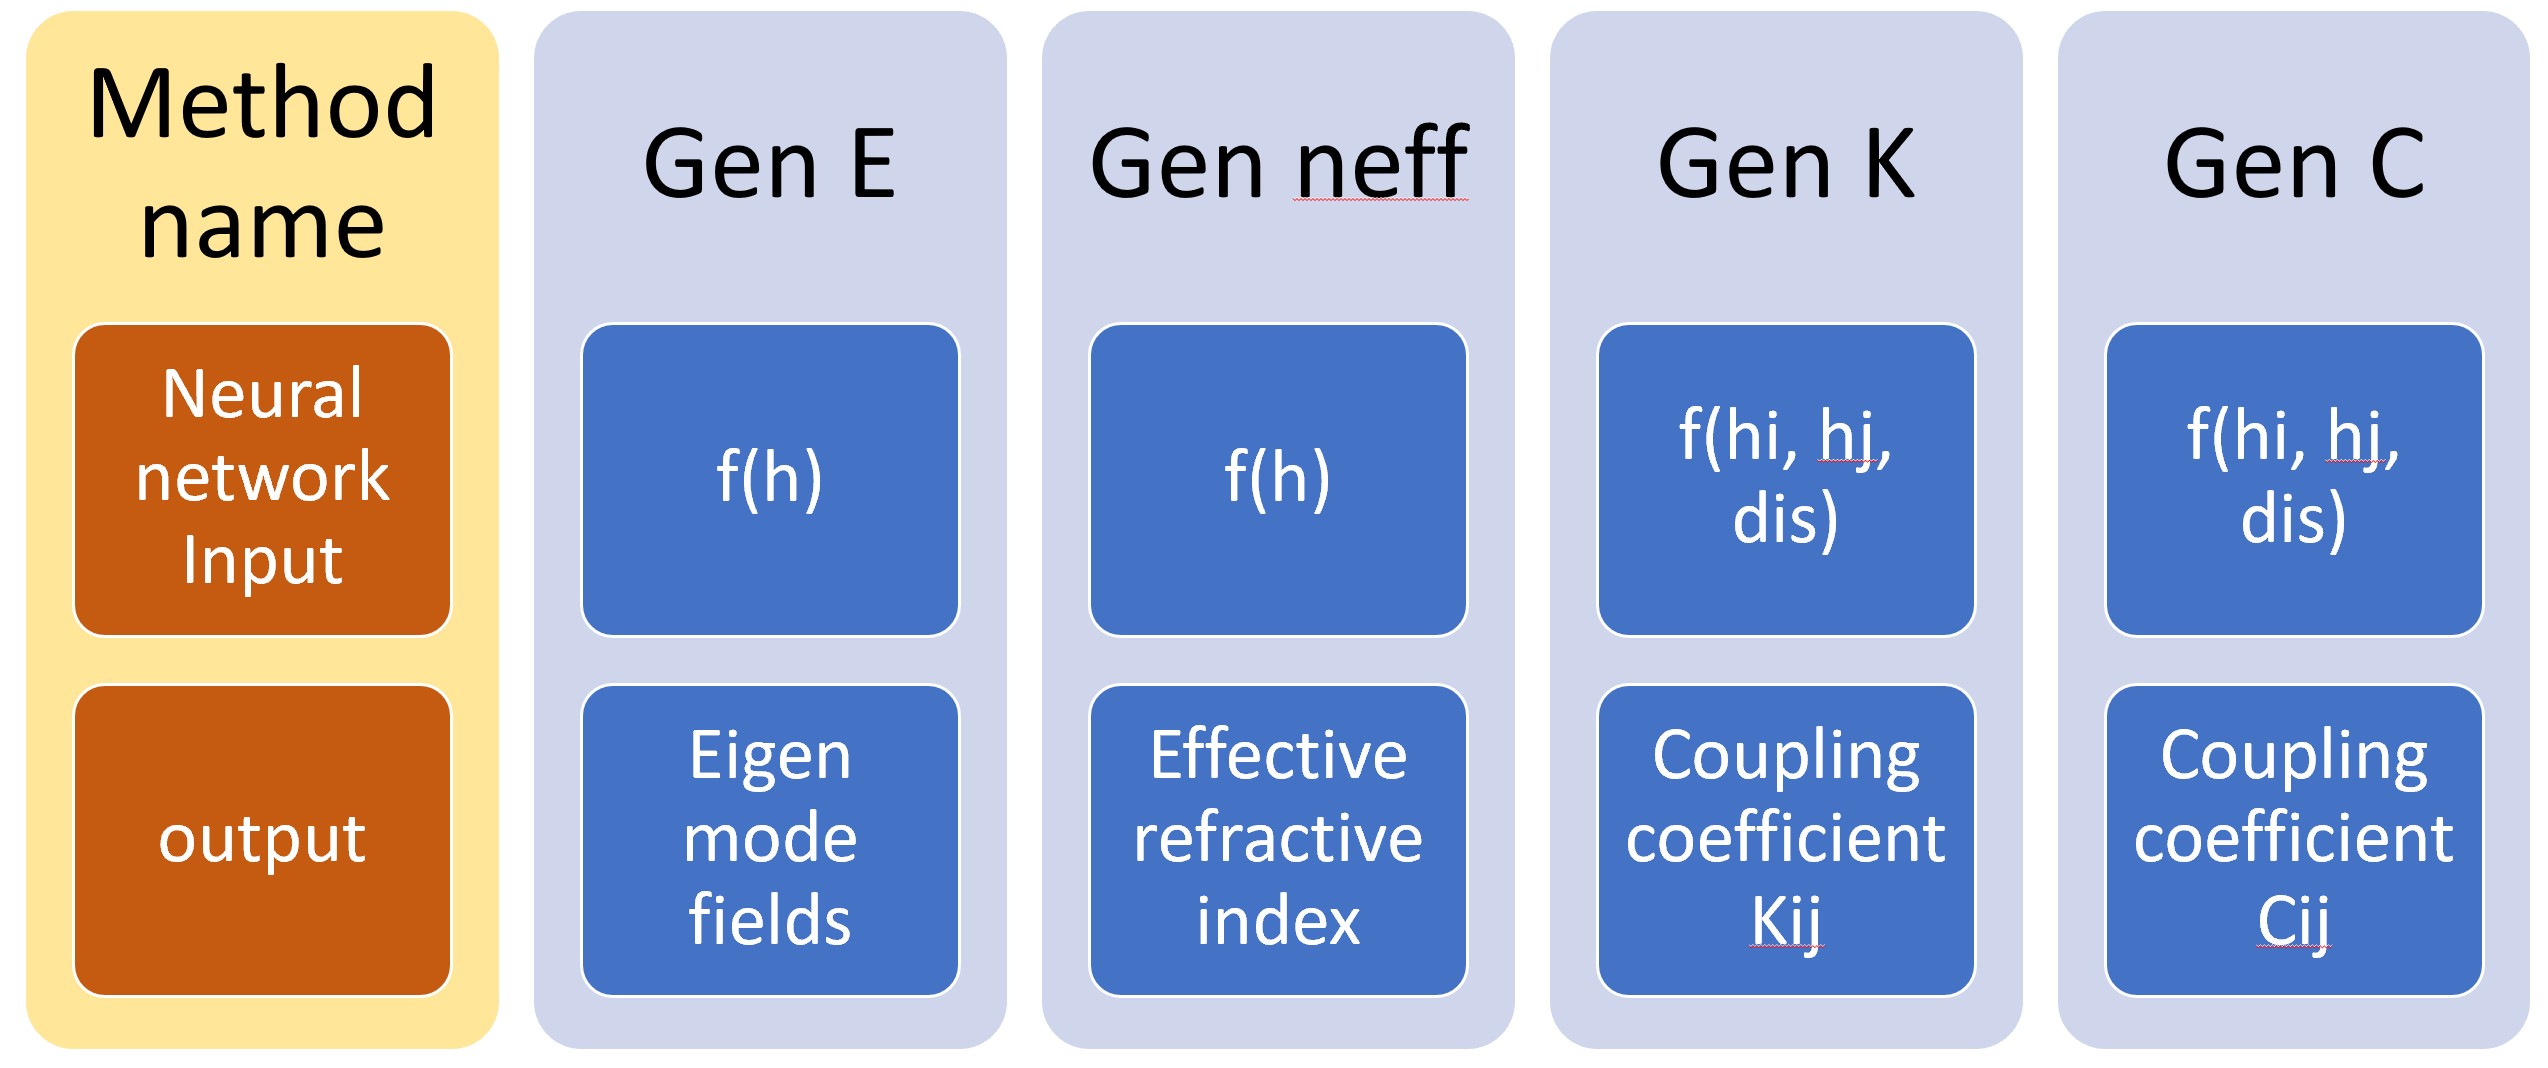 Method
name
Neural
network
Input
output
Gen E
f(h)
Eigen
mode
fields
Gen neff
f(h)
Effective
refractive
index
Gen K
f(hi, hj,
dis)
Coupling
coefficient
Kij
Gen C
f(hi, hj,
dis)
Coupling
coefficient
Cij